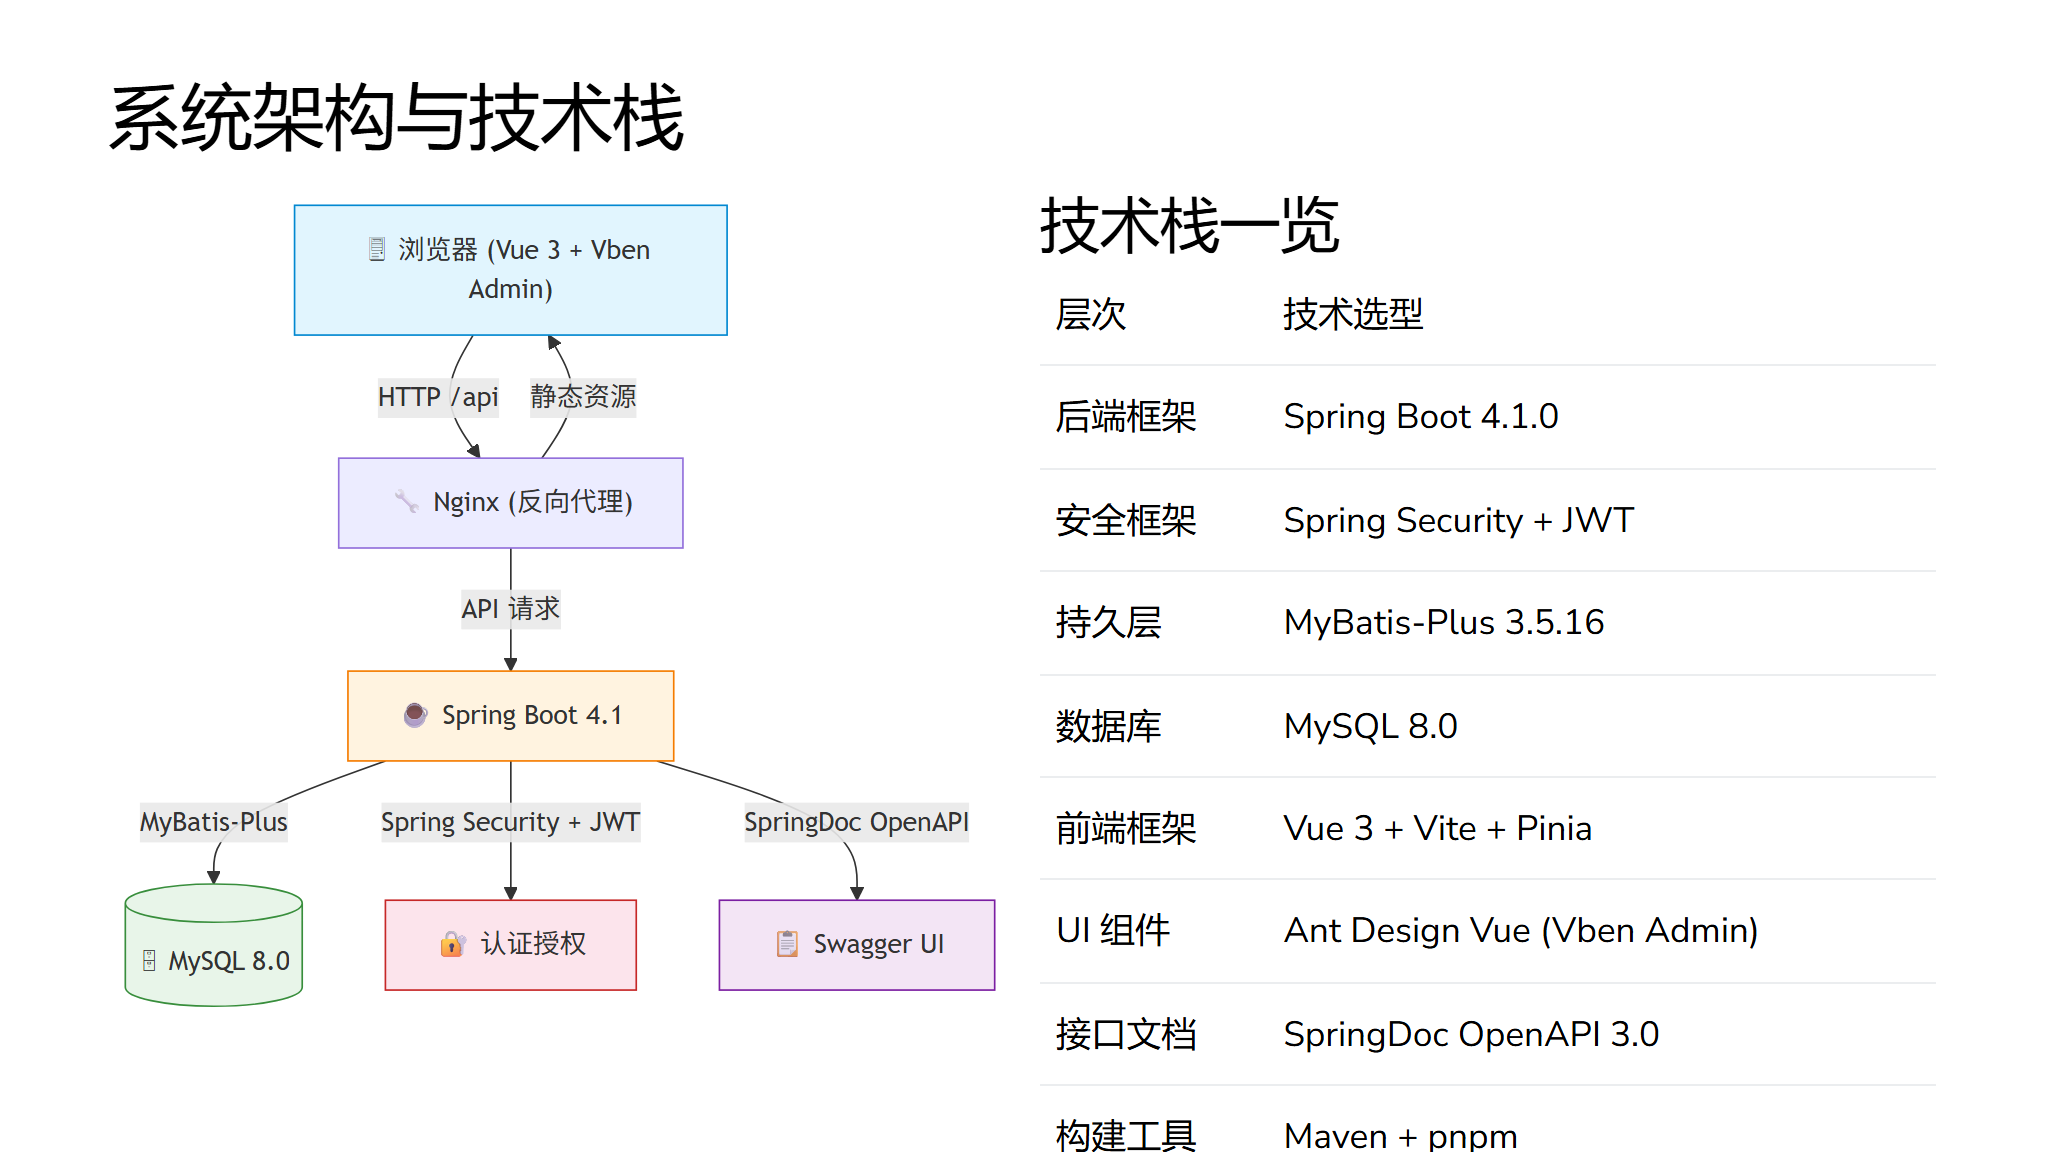 系统架构与技术栈
浏览器 (Vue 3 + Vben
Admin)
HTTP /api
静态资源
Nginx (反向代理)
API 请求
Spring Boot 4.1
MyBatis-Plus
Spring Security + JWT
SpringDoc OpenAPI
MySQL 8.0
认证授权
Swagger UI
技术栈一览
层次 技术选型
后端框架 Spring Boot 4.1.0
安全框架 Spring Security + JWT
持久层 MyBatis-Plus 3.5.16
数据库 MySQL 8.0
前端框架 Vue 3 + Vite + Pinia
UI 组件 Ant Design Vue (Vben Admin)
接口文档 SpringDoc OpenAPI 3.0
构建工具 Maven + pnpm